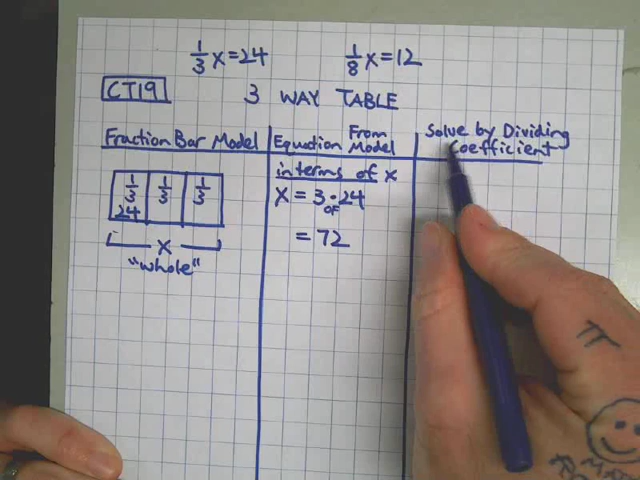 1/3 x=24 1/8 x=12
CT19 3 WAY TABLE
Fraction Bar Model
Equation From Model
Solve by Dividing
Coefficient
1/3 1/3 1/3
24
x
"whole"
in terms of x
x = 3 · 24
OF
= 72
π